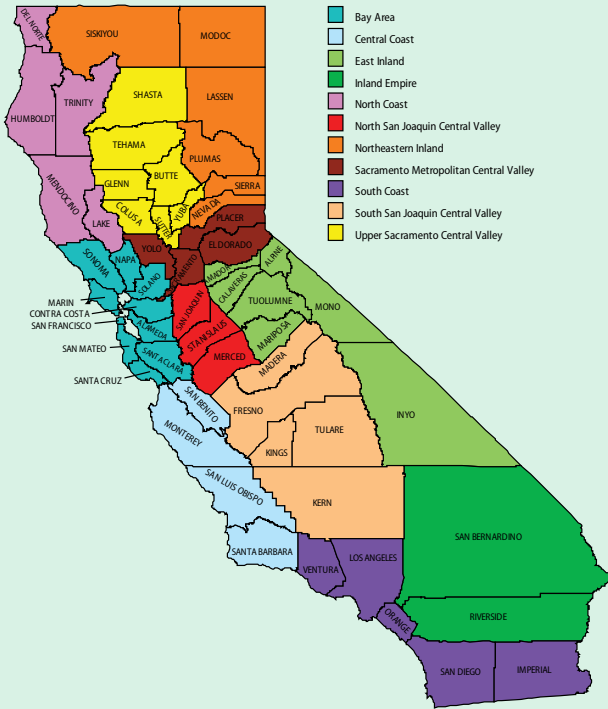 Bay Area
Central Coast
East Inland
Inland Empire
North Coast
North San Joaquin Central Valley
Northeastern Inland
Sacramento Metropolitan Central Valley
South Coast
South San Joaquin Central Valley
Upper Sacramento Central Valley
DEL NORTE
SISKIYOU
MODOC
HUMBOLDT
TRINITY
SHASTA
LASSEN
TEHAMA
PLUMAS
MENDOCINO
GLENN
BUTTE
SIERRA
LAKE
COLUSA
SUTTER
YUBA
NEVADA
PLACER
SONOMA
NAPA
YOLO
EL DORADO
SOLANO
SACRAMENTO
AMADOR
ALPINE
MARIN
CONTRA COSTA
SAN FRANCISCO
ALAMEDA
SAN JOAQUIN
CALAVERAS
TUOLUMNE
MONO
SAN MATEO
SANTA CLARA
STANISLAUS
MARIPOSA
SANTA CRUZ
MERCED
MADERA
SAN BENITO
FRESNO
INYO
MONTEREY
TULARE
KINGS
SAN LUIS OBISPO
KERN
SAN BERNARDINO
SANTA BARBARA
VENTURA
LOS ANGELES
ORANGE
RIVERSIDE
SAN DIEGO
IMPERIAL